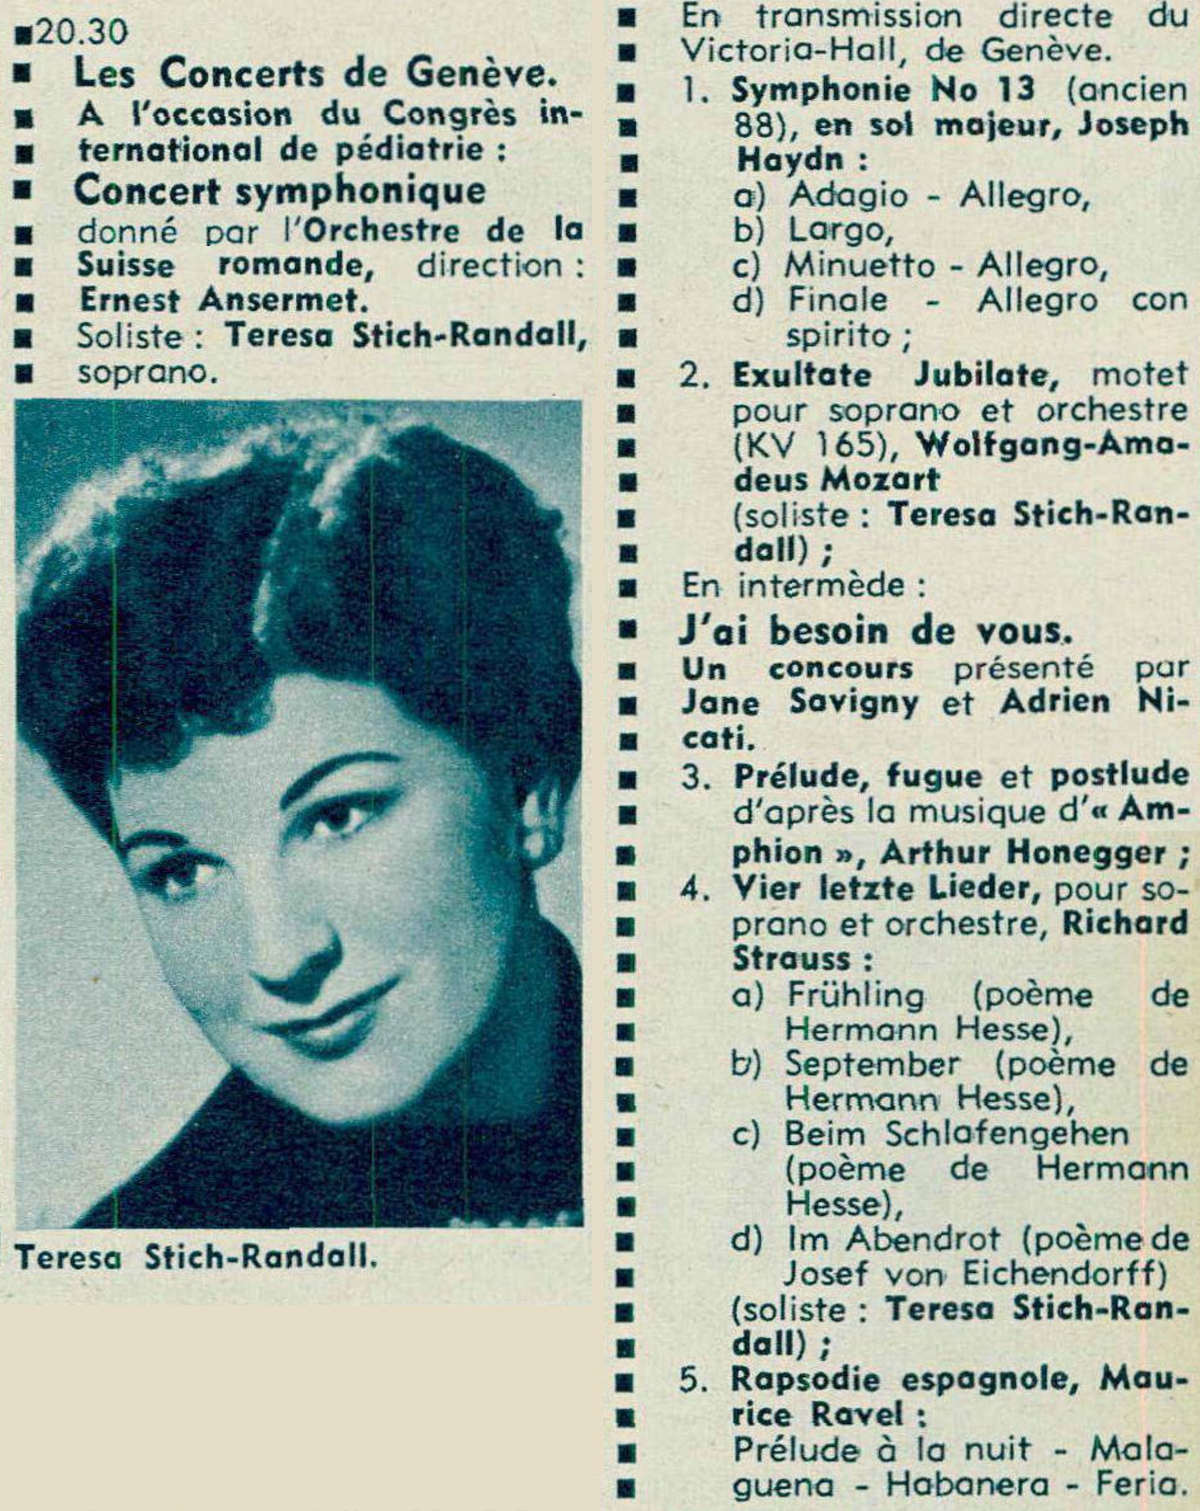 20.30
Les Concerts de Genève.
A l'occasion du Congrès in-
ternational de pédiatrie :
Concert symphonique
donné par l'Orchestre de la
Suisse romande, direction :
Ernest Ansermet.
Soliste : Teresa Stich-Randall,
soprano.
Teresa Stich-Randall.
En transmission directe du
Victoria-Hall, de Genève.
1. Symphonie No 13 (ancien
88), en sol majeur, Joseph
Haydn :
a) Adagio - Allegro,
b) Largo,
c) Minuetto - Allegro,
d) Finale - Allegro con
spirito ;
2. Exultate Jubilate, motet
pour soprano et orchestre
(KV 165), Wolfgang-Ama-
deus Mozart
(soliste : Teresa Stich-Ran-
dall) ;
En intermède :
J'ai besoin de vous.
Un concours présenté par
Jane Savigny et Adrien Ni-
cati.
3. Prélude, fugue et postlude
d'après la musique d'« Am-
phion », Arthur Honegger ;
4. Vier letzte Lieder, pour so-
prano et orchestre, Richard
Strauss :
a) Frühling (poème de
Hermann Hesse),
b) September (poème de
Hermann Hesse),
c) Beim Schlafengehen
(poème de Hermann
Hesse),
d) Im Abendrot (poème de
Josef von Eichendorff)
(soliste : Teresa Stich-Ran-
dall) ;
5. Rapsodie espagnole, Mau-
rice Ravel :
Prélude à la nuit - Mala-
guena - Habanera - Feria.